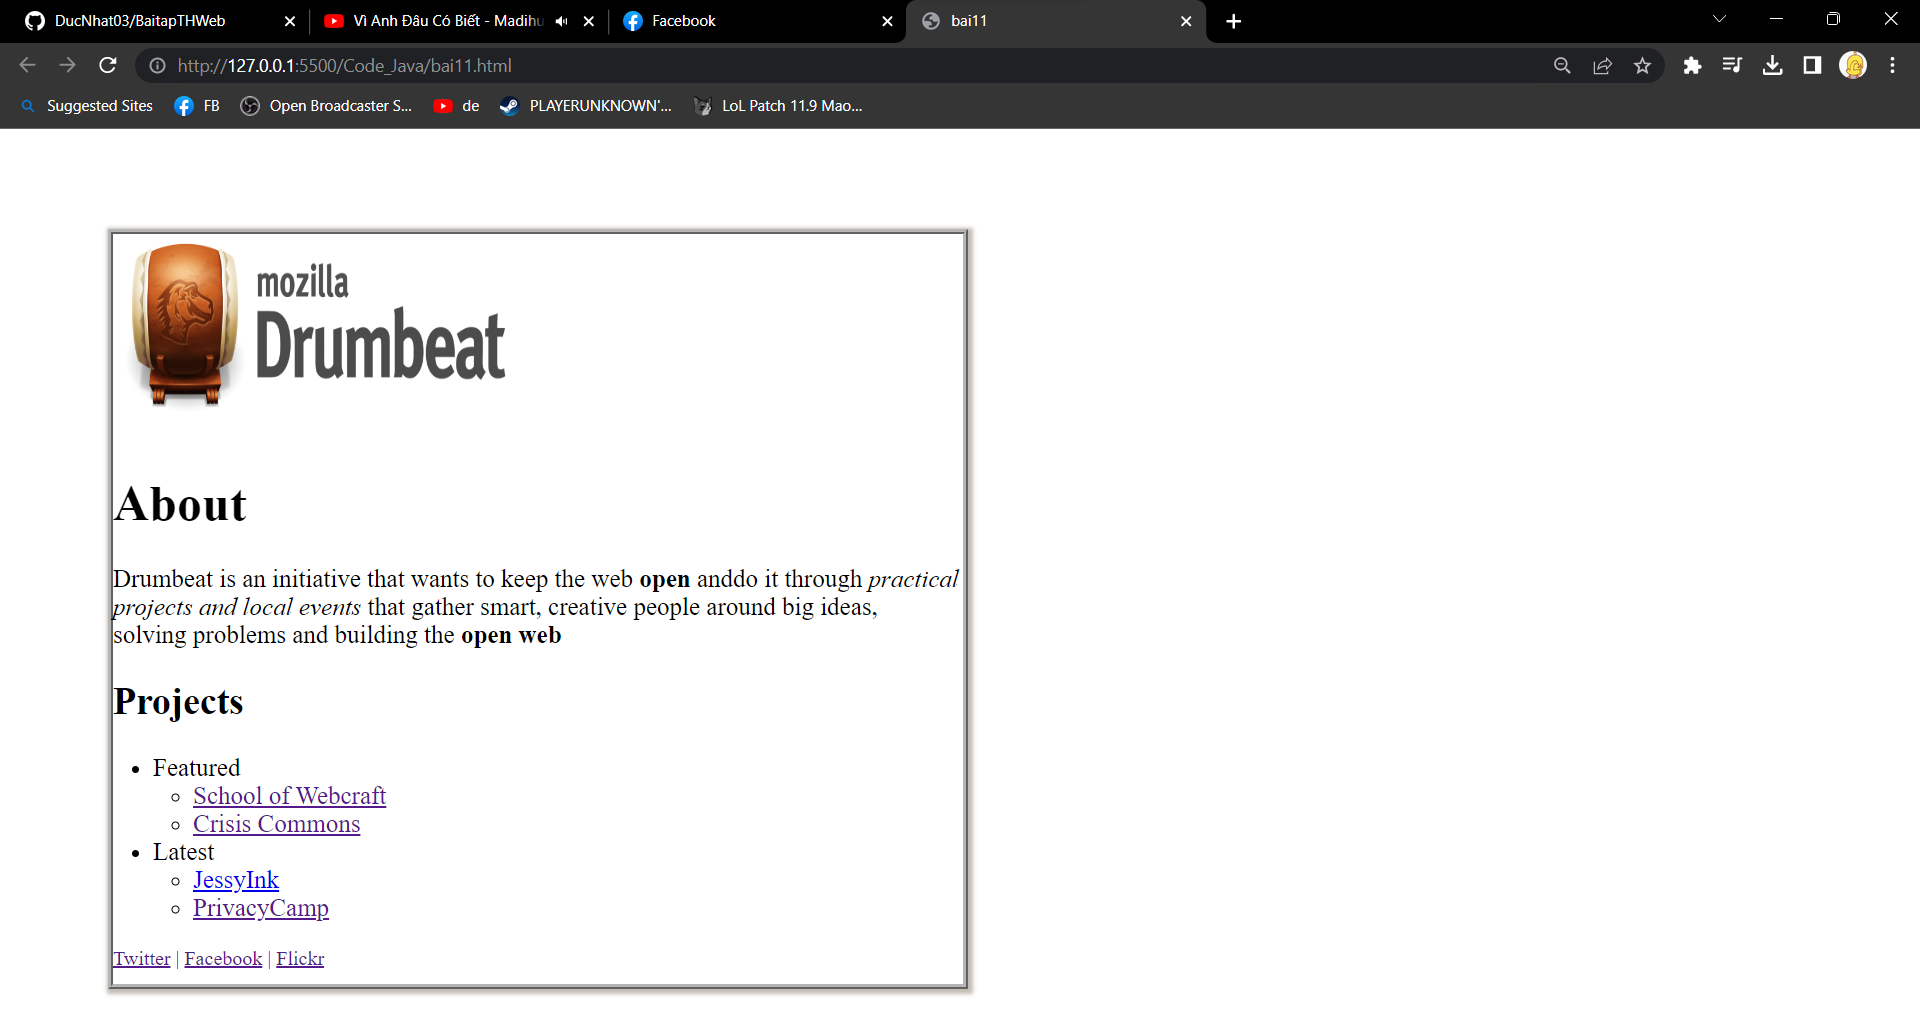 DucNhat03/BaitapTHWeb
Vì Anh Đâu Có Biết - Madihu
Facebook
bai11
http://127.0.0.1:5500/Code_Java/bai11.html
Suggested Sites
FB
Open Broadcaster S...
de
PLAYERUNKNOWN'...
LoL Patch 11.9 Mao...
mozilla
Drumbeat
About
Drumbeat is an initiative that wants to keep the web open anddo it through practical
projects and local events that gather smart, creative people around big ideas,
solving problems and building the open web
Projects
Featured
School of Webcraft
Crisis Commons
Latest
JessyInk
PrivacyCamp
Twitter | Facebook | Flickr